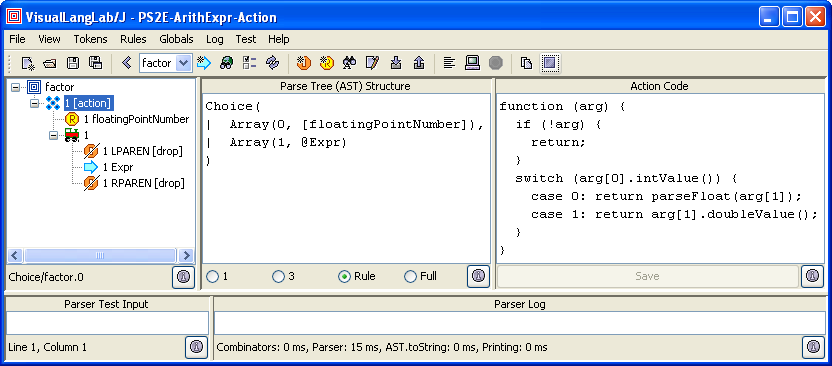 VisualLangLab/J - PS2E-ArithExpr-Action
File View Tokens Rules Globals Log Test Help
factor
factor
1 [action]
1 floatingPointNumber
1
1 LPAREN [drop]
1 Expr
1 RPAREN [drop]
Choice/factor.0
Parse Tree (AST) Structure
Choice(
| Array(0, [floatingPointNumber]),
| Array(1, @Expr)
)
1 3 Rule Full
Action Code
function (arg) {
if (!arg) {
return;
}
switch (arg[0].intValue()) {
case 0: return parseFloat(arg[1]);
case 1: return arg[1].doubleValue();
}
}
Save
Parser Test Input
Line 1, Column 1
Parser Log
Combinators: 0 ms, Parser: 15 ms, AST.toString: 0 ms, Printing: 0 ms